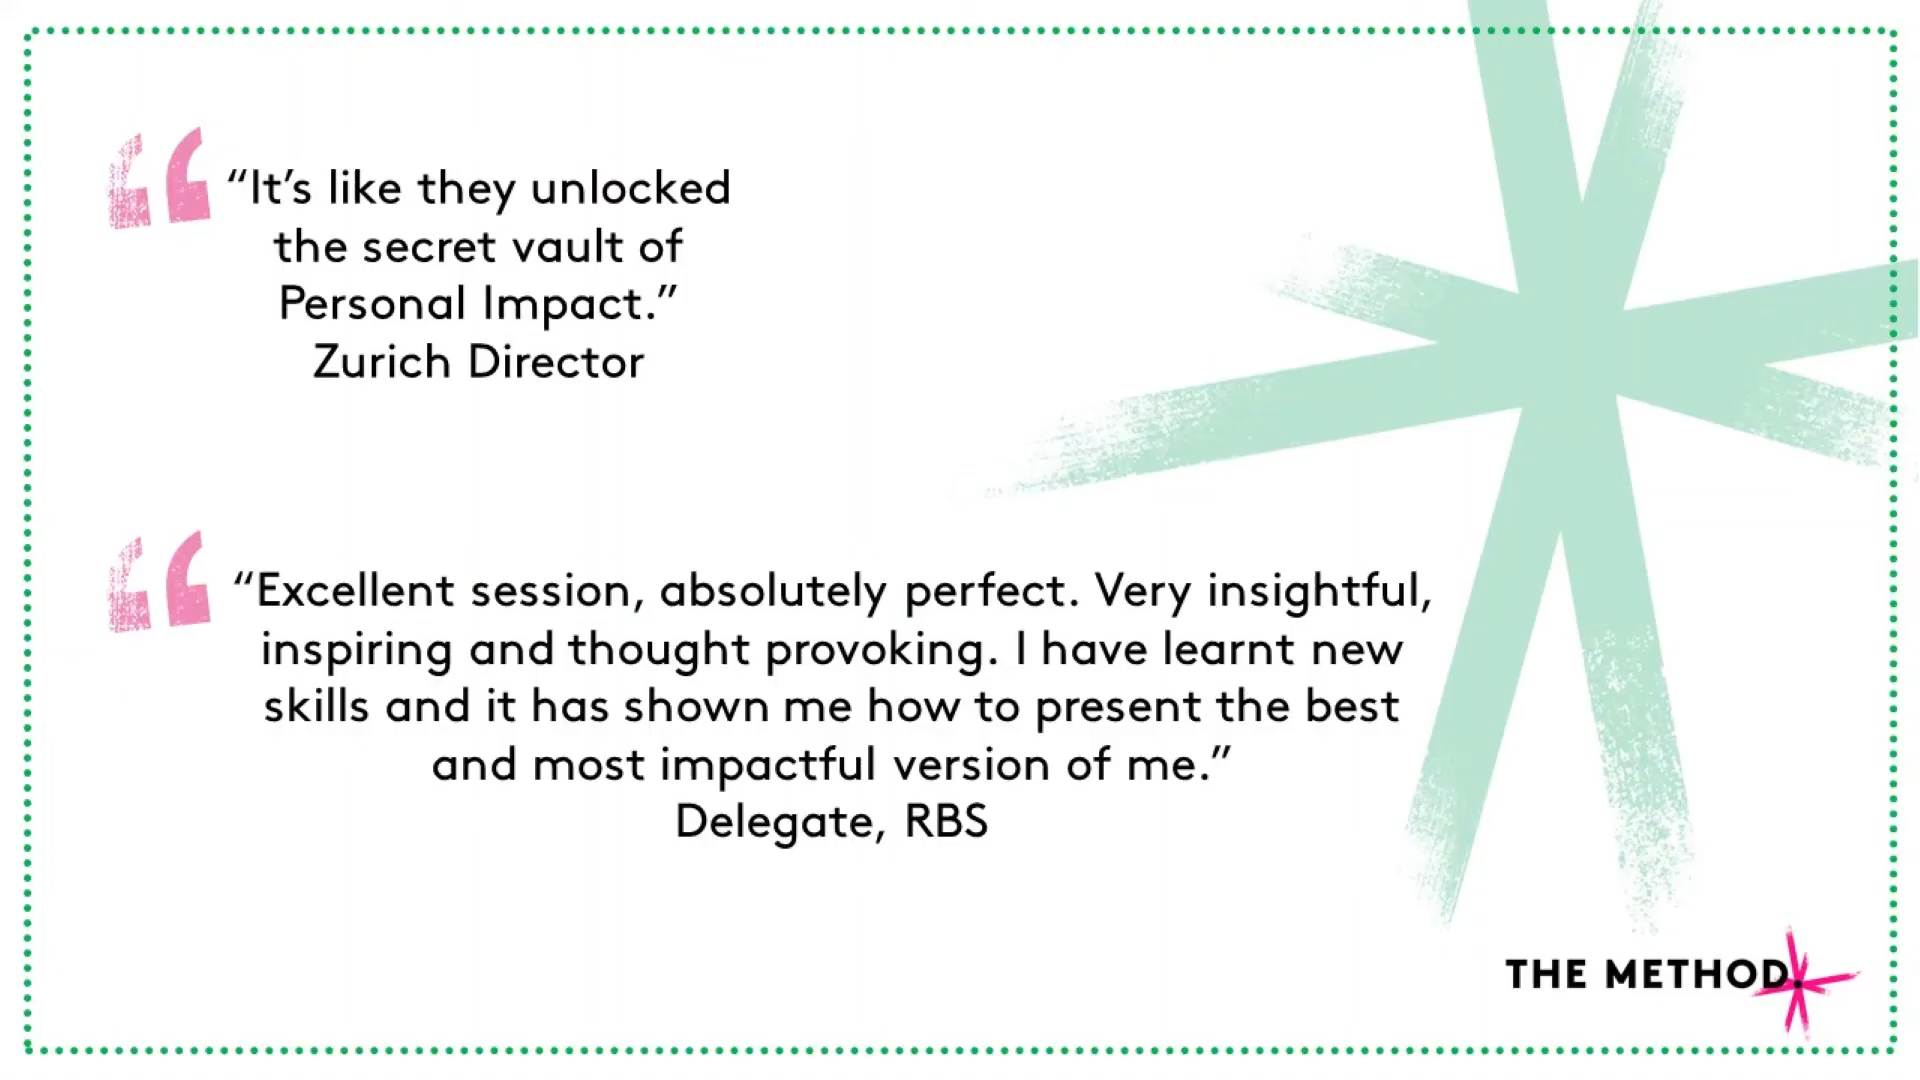 “It’s like they unlocked
the secret vault of
Personal Impact.”
Zurich Director
“Excellent session, absolutely perfect. Very insightful,
inspiring and thought provoking. I have learnt new
skills and it has shown me how to present the best
and most impactful version of me.”
Delegate, RBS
THE METHOD.